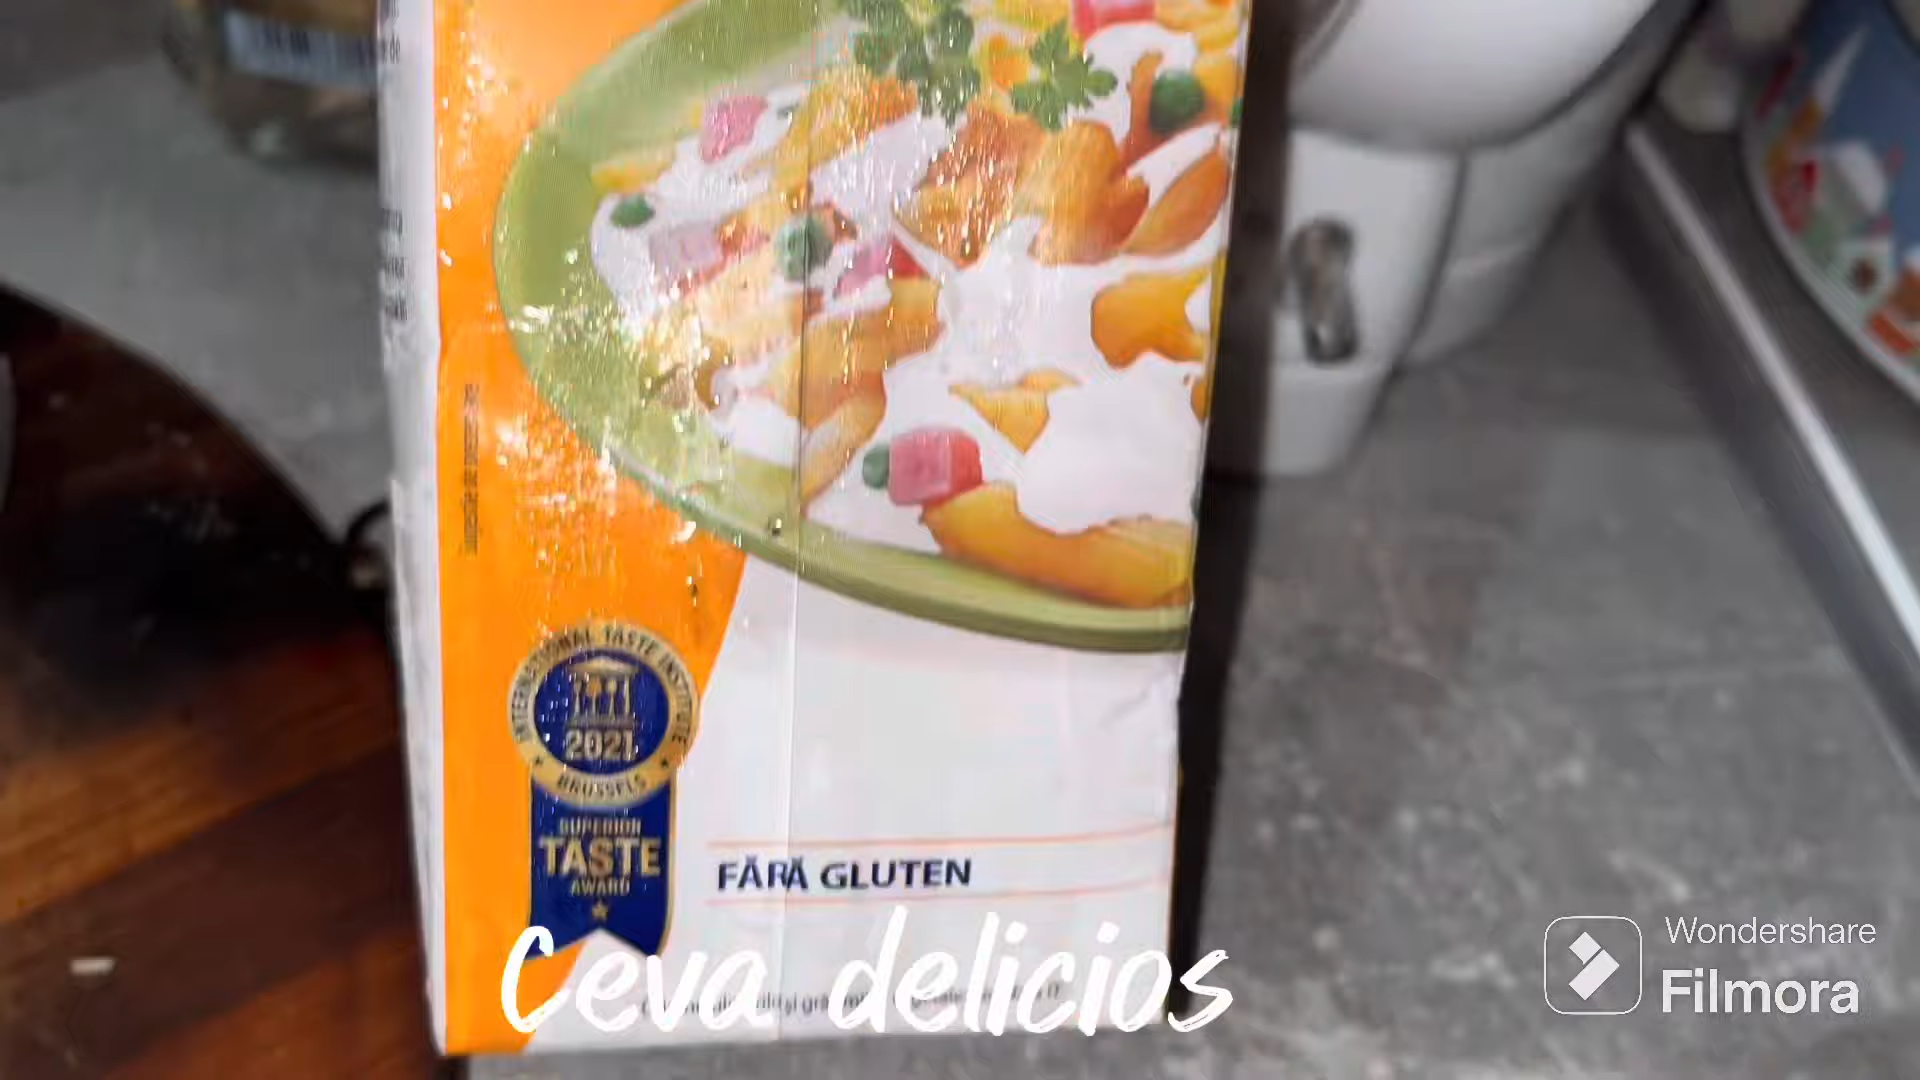 INTERNATIONAL TASTE INSTITUTE
2021
BRUSSELS
SUPERIOR
TASTE
AWARD
FĂRĂ GLUTEN
Ceva delicios
Wondershare
Filmora